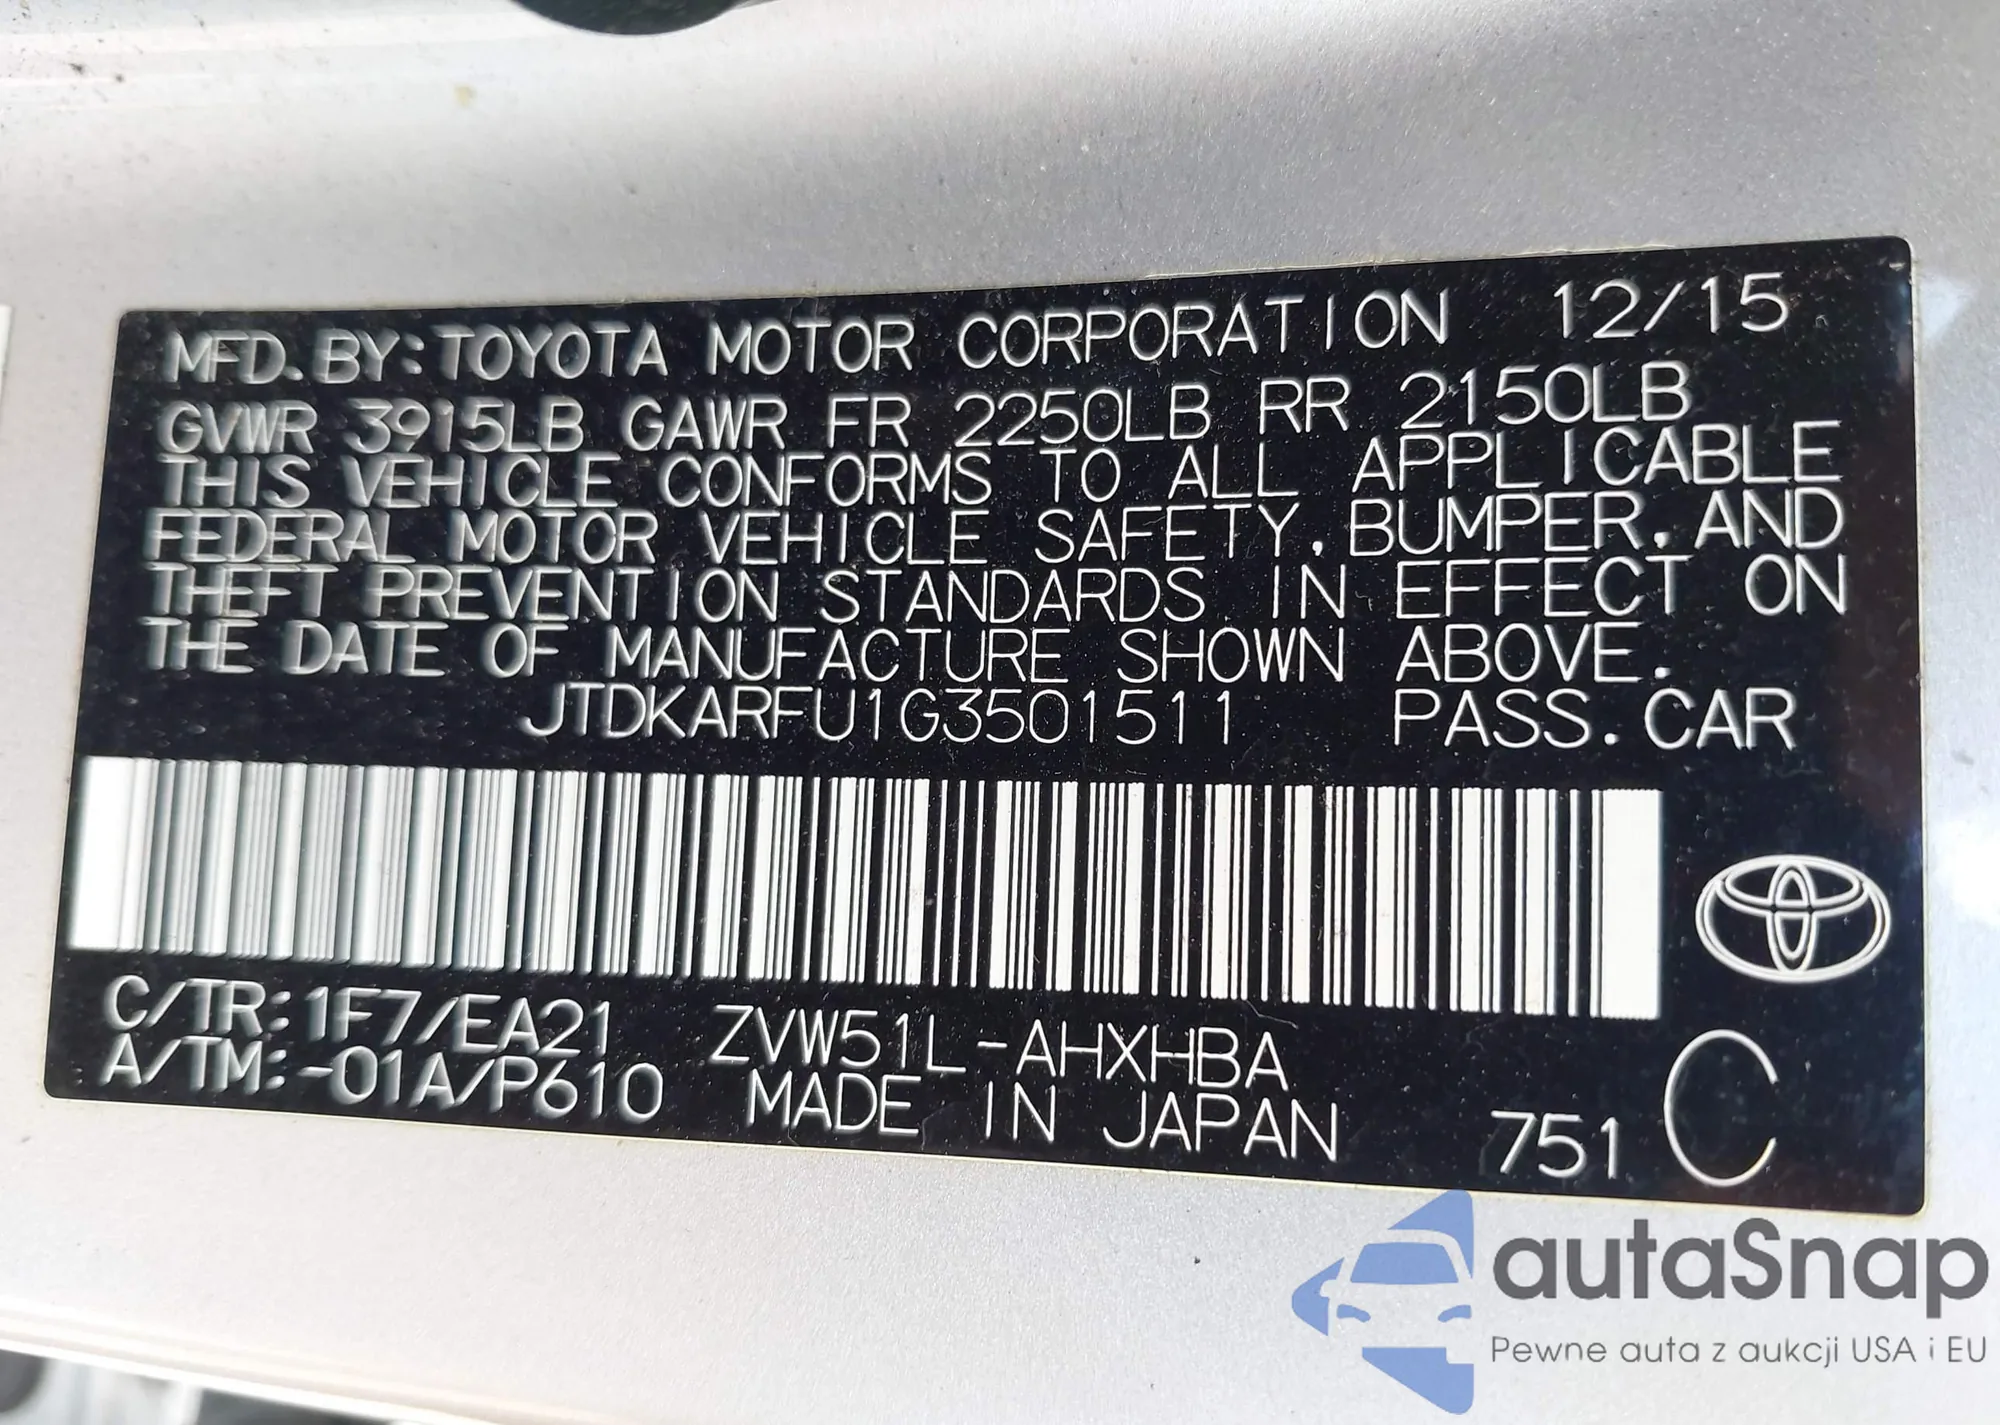 MFD. BY: TOYOTA MOTOR CORPORATION 12/15
GVWR 3915LB GAWR FR 2250LB RR 2150LB
THIS VEHICLE CONFORMS TO ALL APPLICABLE
FEDERAL MOTOR VEHICLE SAFETY, BUMPER, AND
THEFT PREVENTION STANDARDS IN EFFECT ON
THE DATE OF MANUFACTURE SHOWN ABOVE.
JTDKARFU1G3501511 PASS. CAR
C/TR: 1F7/EA21 ZVW51L-AHXHBA
A/TM: -01A/P610 MADE IN JAPAN 751 C
autaSnap
Pewne auta z aukcji USA i EU